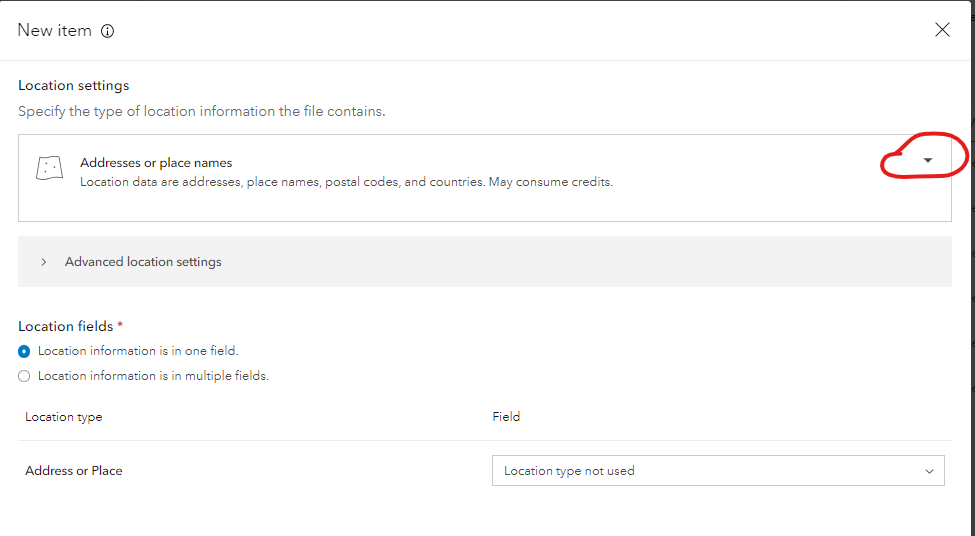 New item
Location settings
Specify the type of location information the file contains.
Addresses or place names
Location data are addresses, place names, postal codes, and countries. May consume credits.
Advanced location settings
Location fields *
Location information is in one field.
Location information is in multiple fields.
Location type Field
Address or Place Location type not used